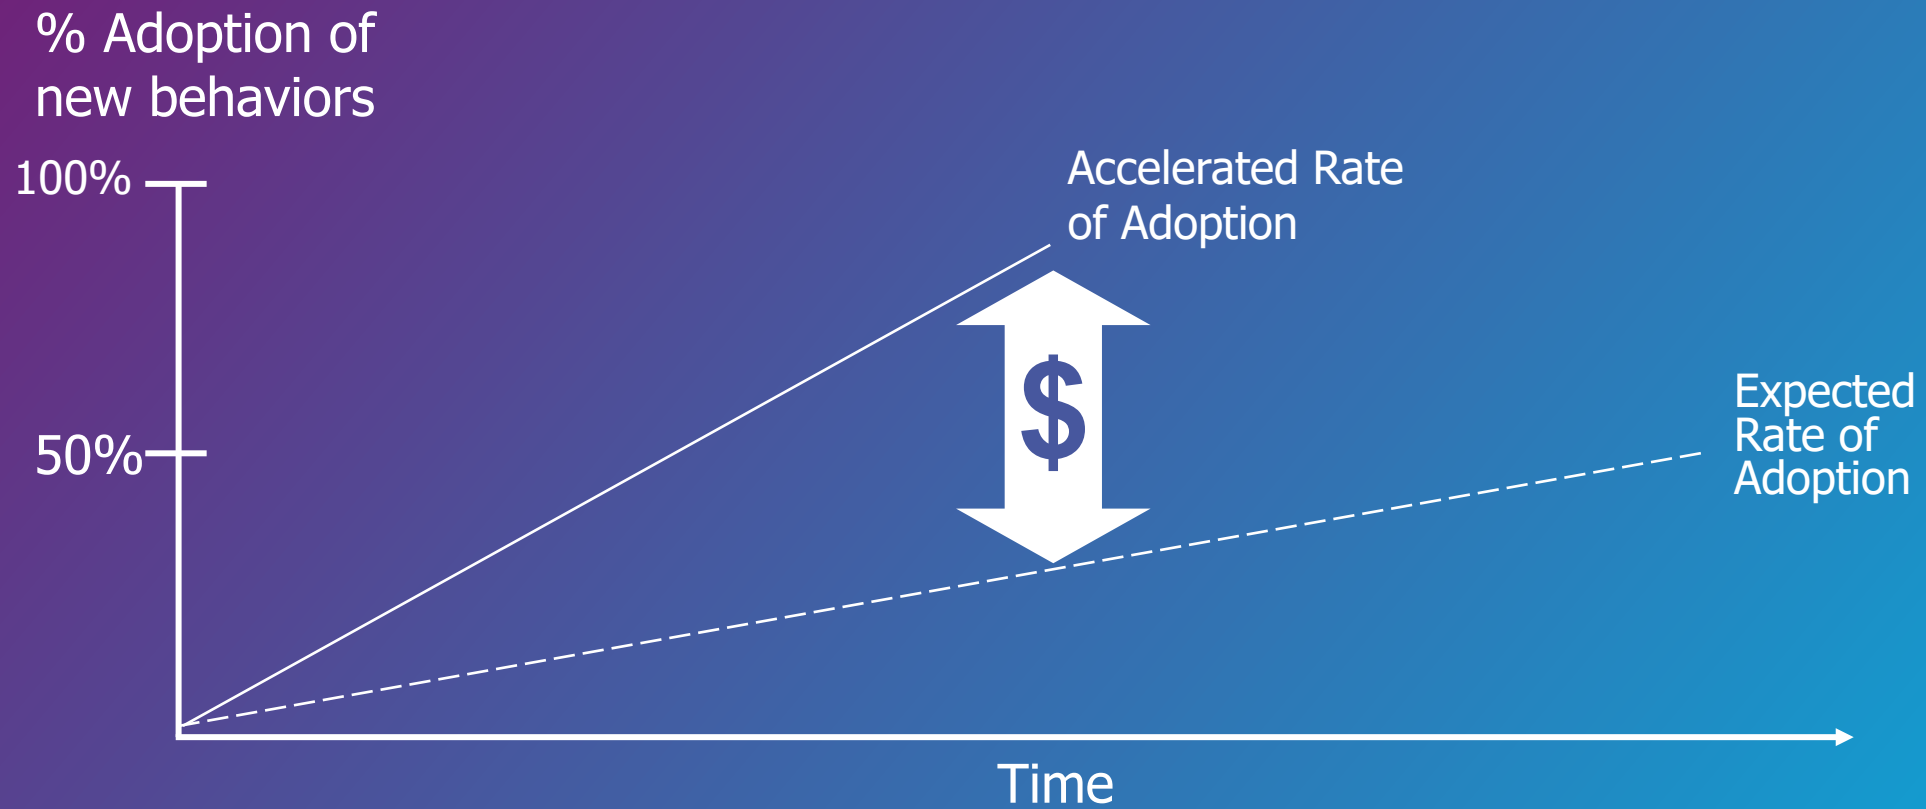 % Adoption of
new behaviors
100%
Accelerated Rate
of Adoption
$
Expected
Rate of
Adoption
50%
Time